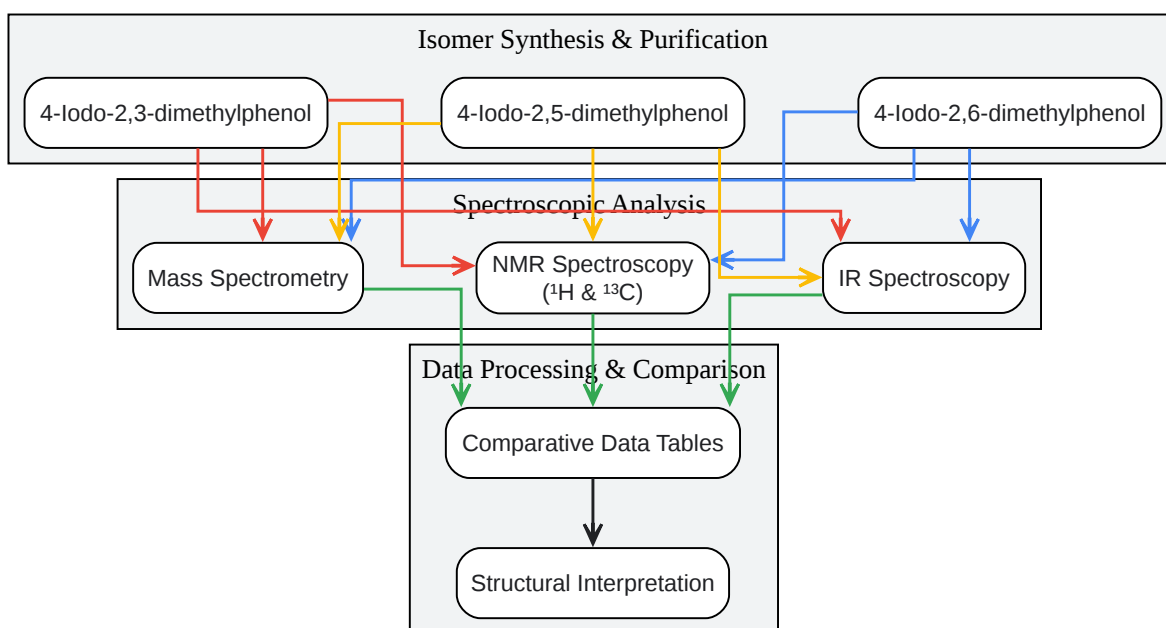 Isomer Synthesis & Purification
4-Iodo-2,3-dimethylphenol
4-Iodo-2,5-dimethylphenol
4-Iodo-2,6-dimethylphenol
Spectroscopic Analysis
Mass Spectrometry
NMR Spectroscopy
(¹H & ¹³C)
IR Spectroscopy
Data Processing & Comparison
Comparative Data Tables
Structural Interpretation